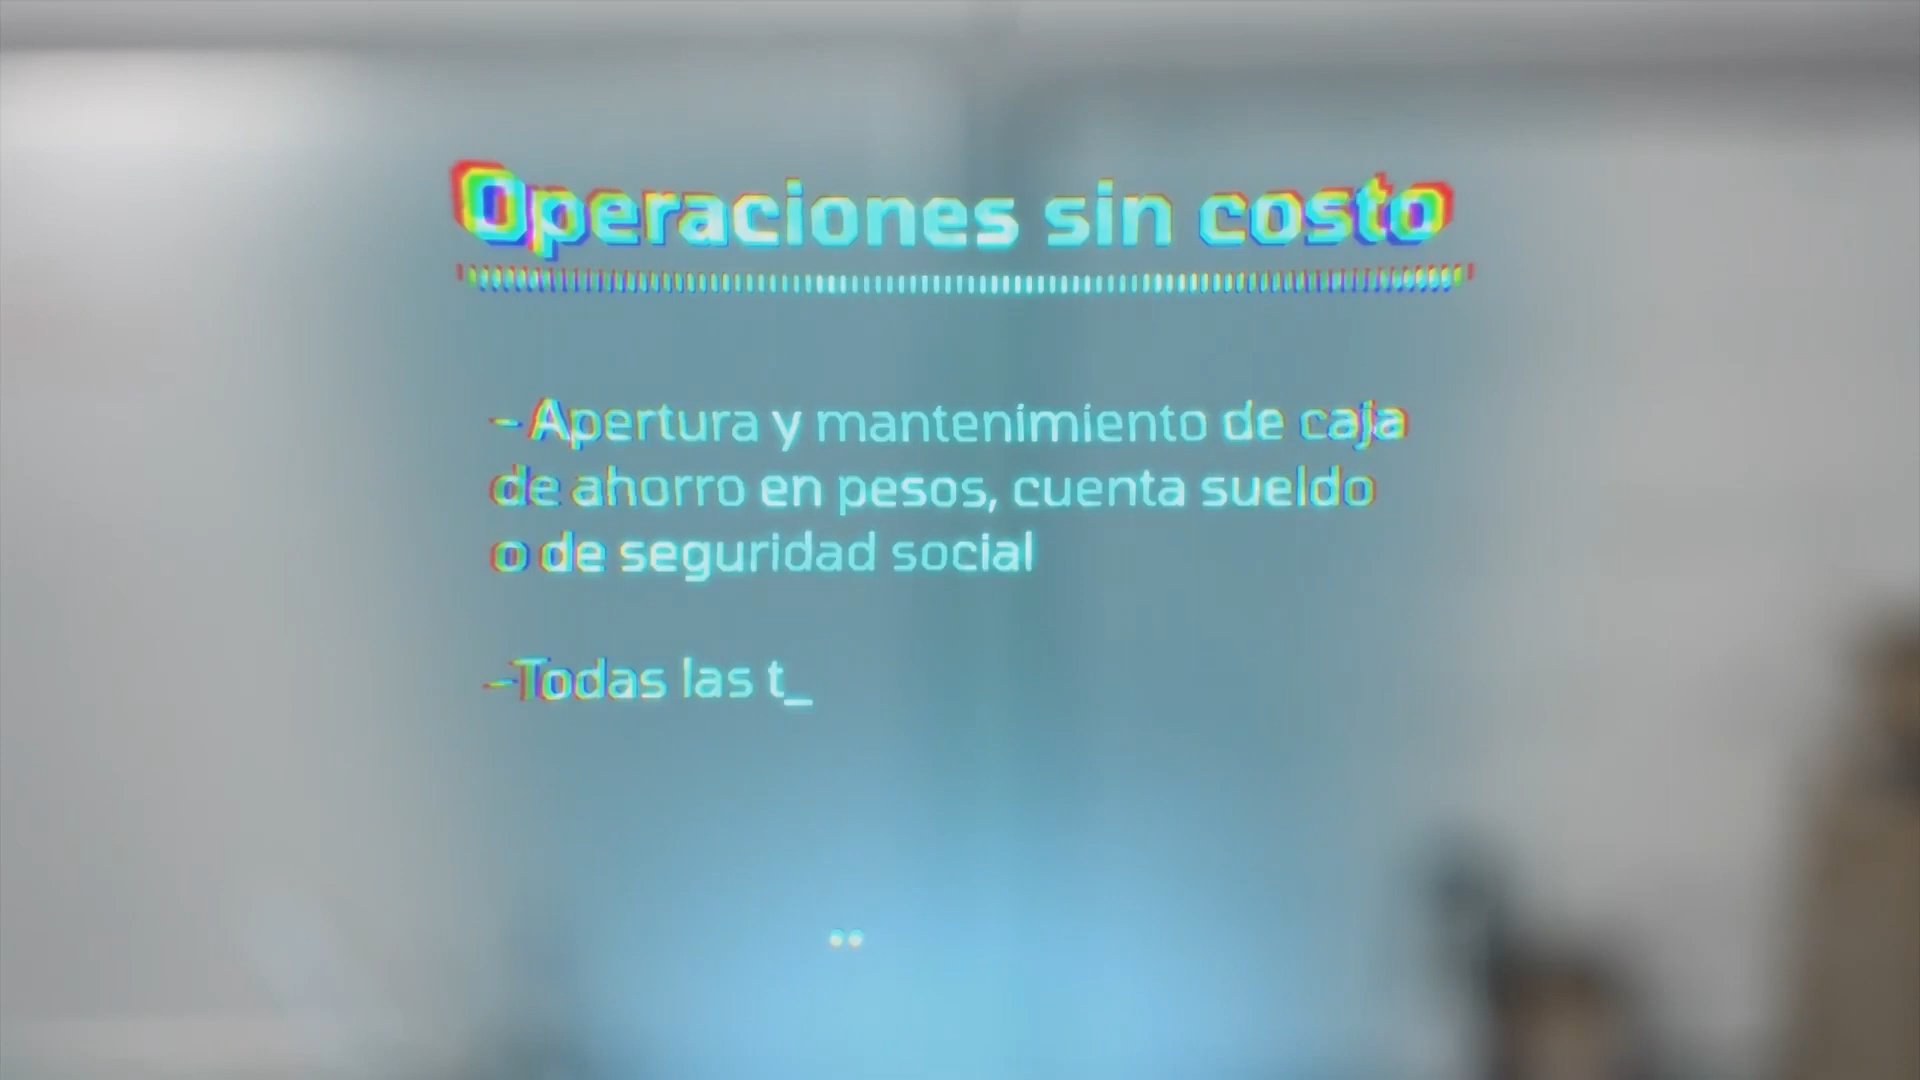 Operaciones sin costo
- Apertura y mantenimiento de caja
de ahorro en pesos, cuenta sueldo
o de seguridad social
-Todas las t_